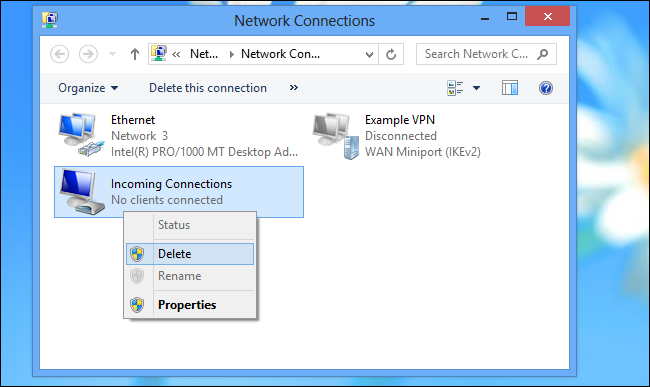 Network Connections
« Net... Network Con... Search Network C...
Organize Delete this connection »
Ethernet
Network 3
Intel(R) PRO/1000 MT Desktop Ad...
Example VPN
Disconnected
WAN Miniport (IKEv2)
Incoming Connections
No clients connected
Status
Delete
Rename
Properties